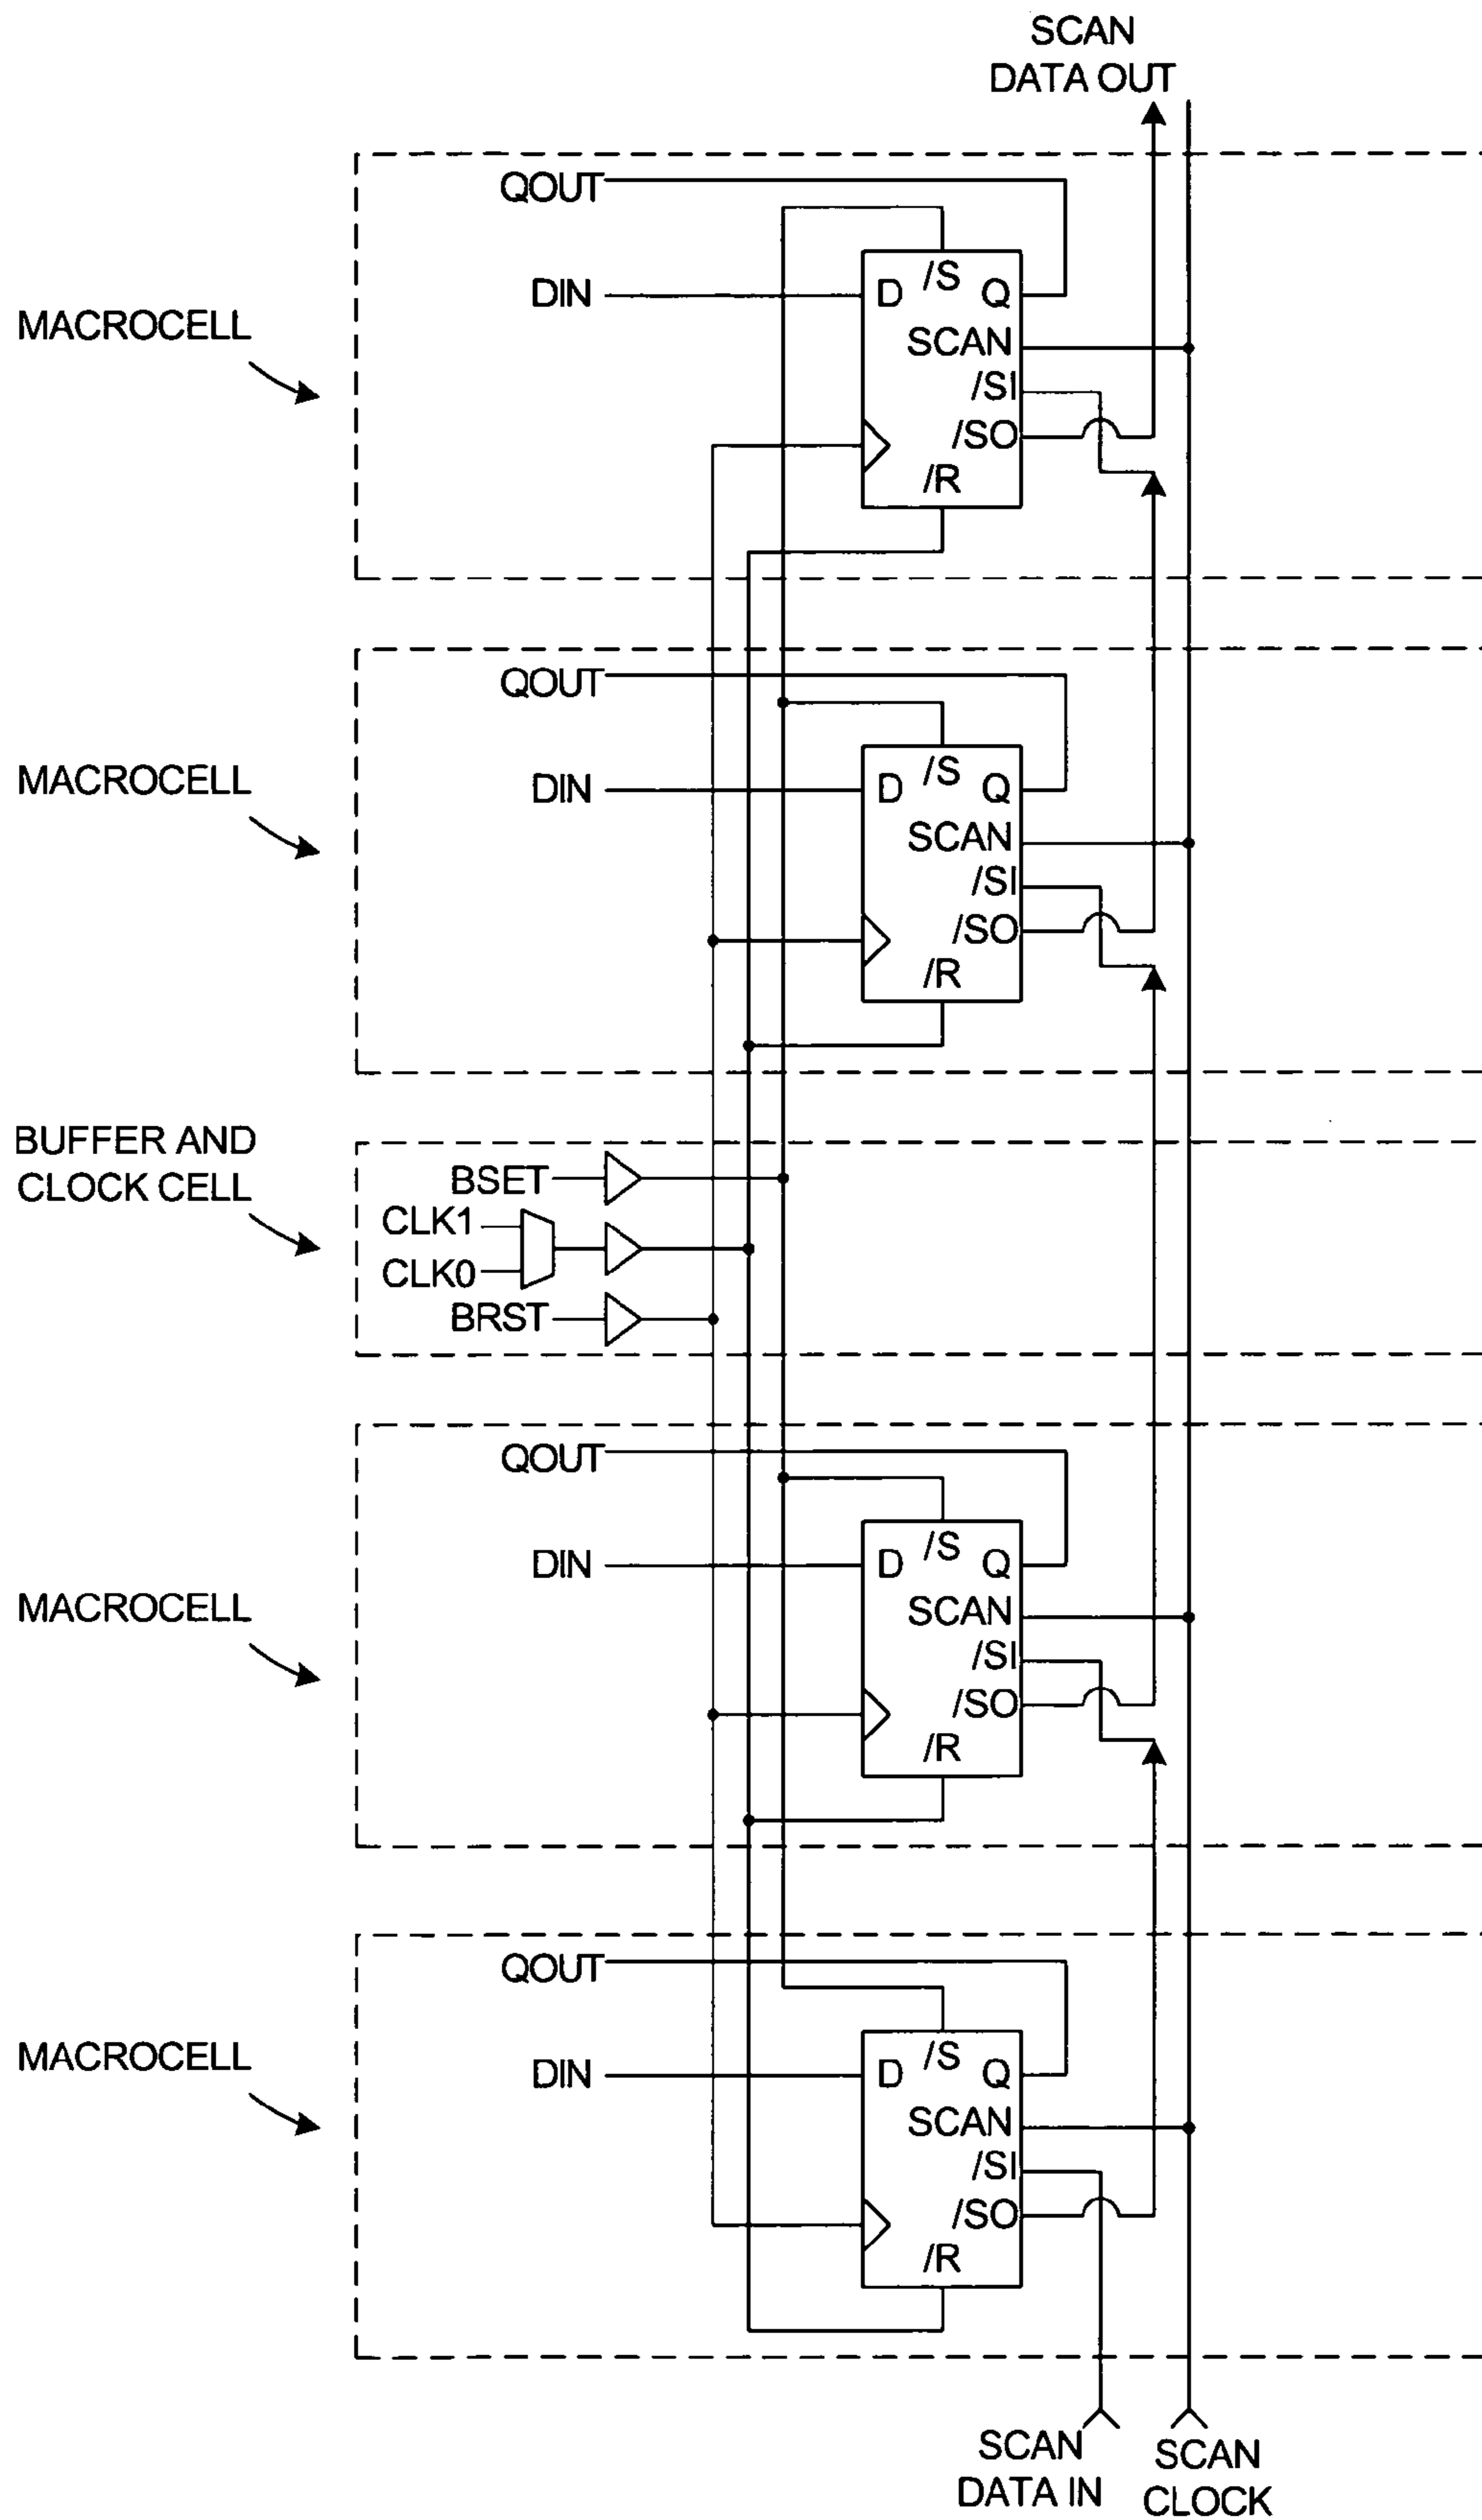 SCAN
DATA OUT
QOUT
DIN
D
/S
Q
SCAN
/SI
/SO
/R
MACROCELL
QOUT
DIN
D
/S
Q
SCAN
/SI
/SO
/R
MACROCELL
BUFFER AND
CLOCK CELL
BSET
CLK1
CLK0
BRST
QOUT
DIN
D
/S
Q
SCAN
/SI
/SO
/R
MACROCELL
QOUT
DIN
D
/S
Q
SCAN
/SI
/SO
/R
MACROCELL
SCAN
DATA IN
SCAN
CLOCK